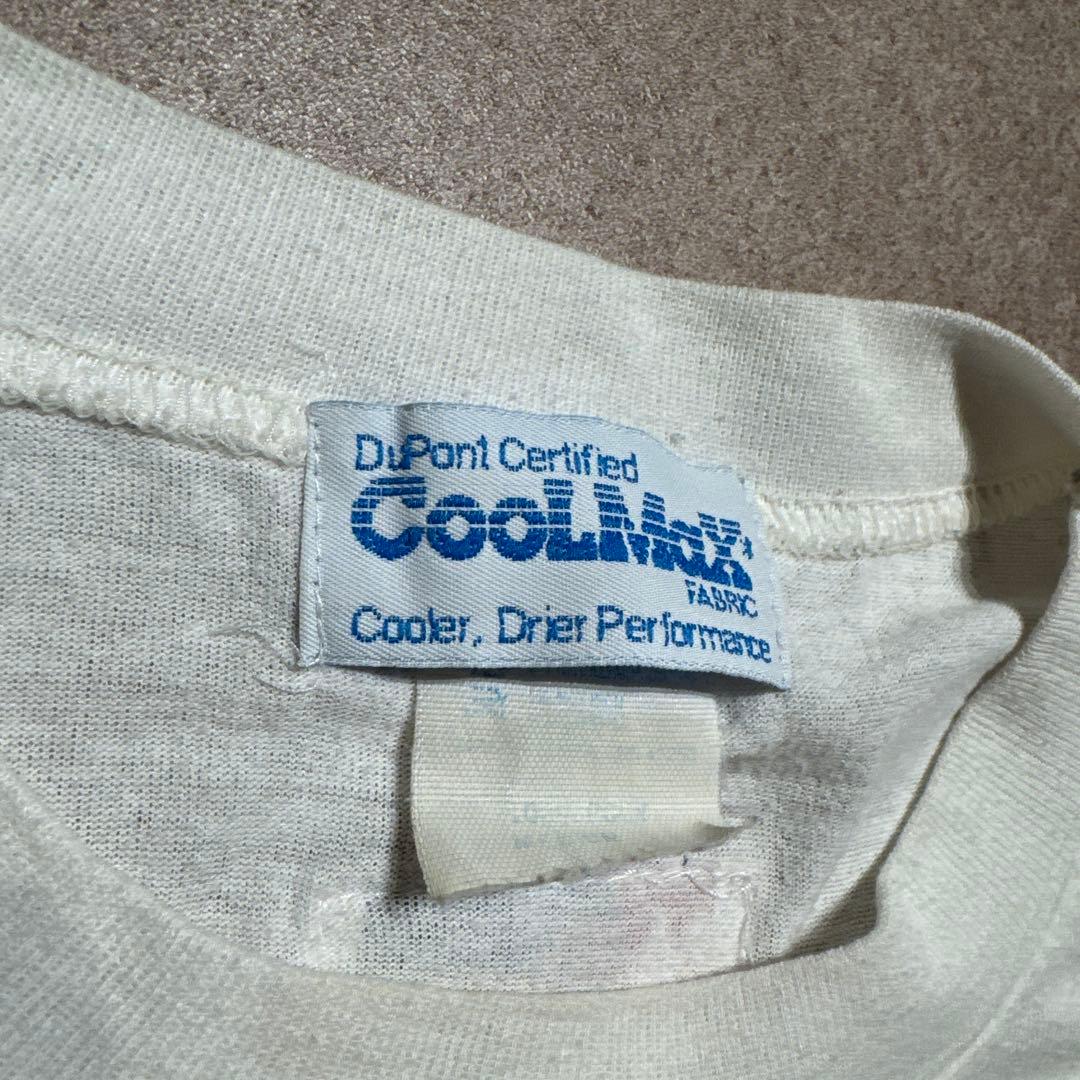 DuPont Certified
CooLMaX
FABRIC
Cooler, Drier Performance